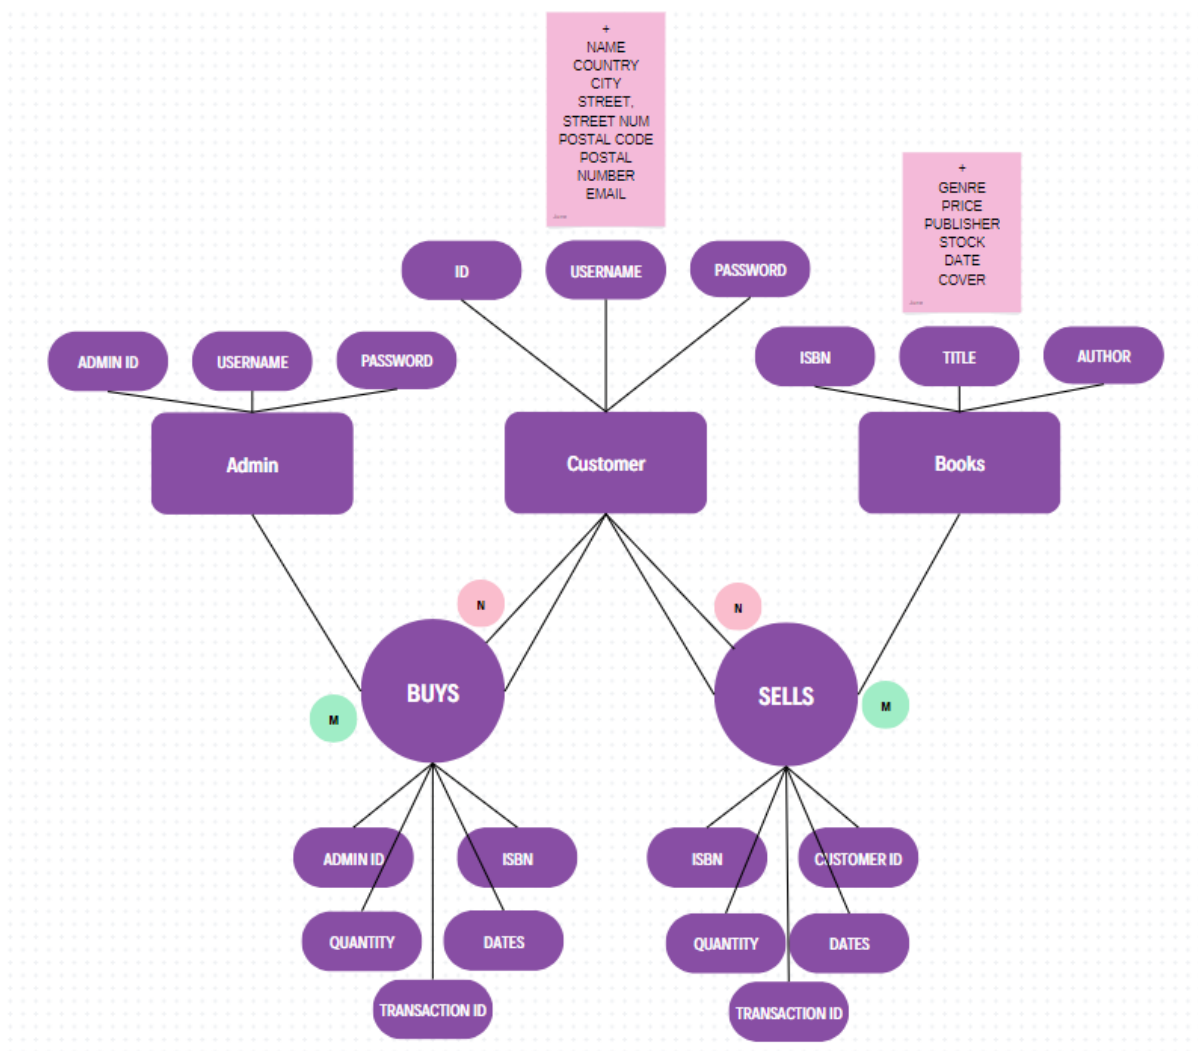 +
NAME
COUNTRY
CITY
STREET,
STREET NUM
POSTAL CODE
POSTAL
NUMBER
EMAIL
+
GENRE
PRICE
PUBLISHER
STOCK
DATE
COVER
ID
USERNAME
PASSWORD
ADMIN ID
USERNAME
PASSWORD
ISBN
TITLE
AUTHOR
Admin
Customer
Books
N
N
BUYS
SELLS
M
M
ADMIN ID
ISBN
ISBN
CUSTOMER ID
QUANTITY
DATES
QUANTITY
DATES
TRANSACTION ID
TRANSACTION ID